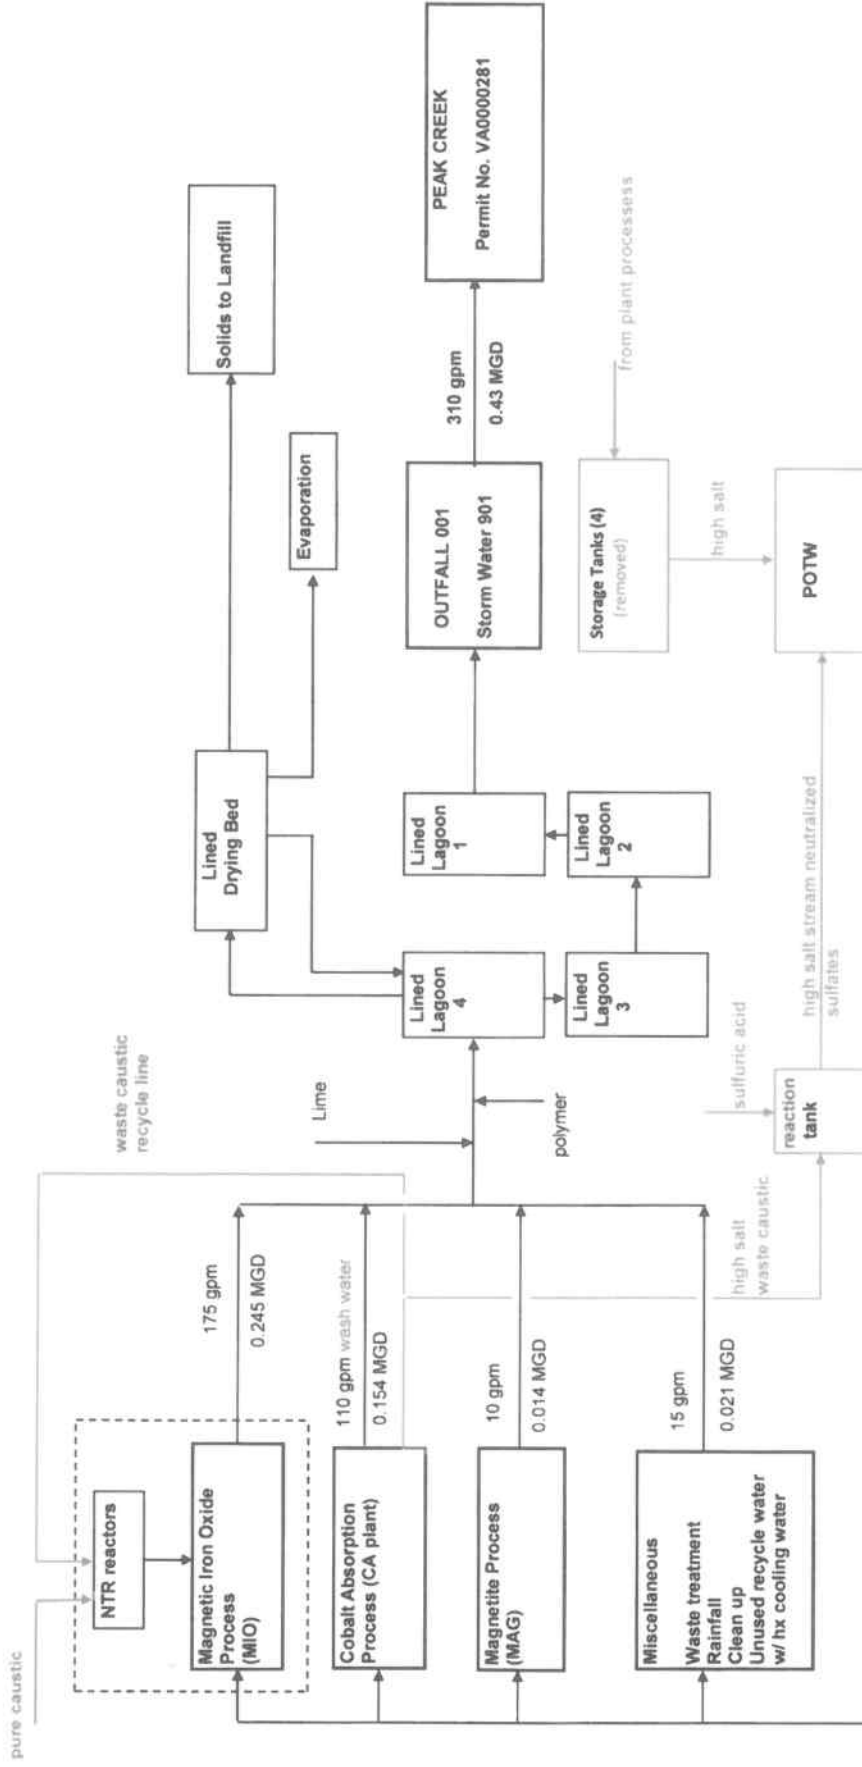 pure caustic
NTR reactors
Magnetic Iron Oxide
Process
(MIO)
175 gpm
0.245 MGD
waste caustic
recycle line
Cobalt Absorption
Process (CA plant)
110 gpm wash water
0.154 MGD
Magnetite Process
(MAG)
10 gpm
0.014 MGD
Miscellaneous
Waste treatment
Rainfall
Clean up
Unused recycle water
w/ hx cooling water
15 gpm
0.021 MGD
Lime
polymer
high salt
waste caustic
sulfuric acid
reaction
tank
high salt stream neutralized
sulfates
Lined
Drying Bed
Lined
Lagoon
4
Lined
Lagoon
3
Lined
Lagoon
2
Lined
Lagoon
1
Evaporation
Solids to Landfill
OUTFALL 001
Storm Water 901
310 gpm
0.43 MGD
PEAK CREEK
Permit No. VA0000281
Storage Tanks (4)
(removed)
from plant processess
high salt
POTW